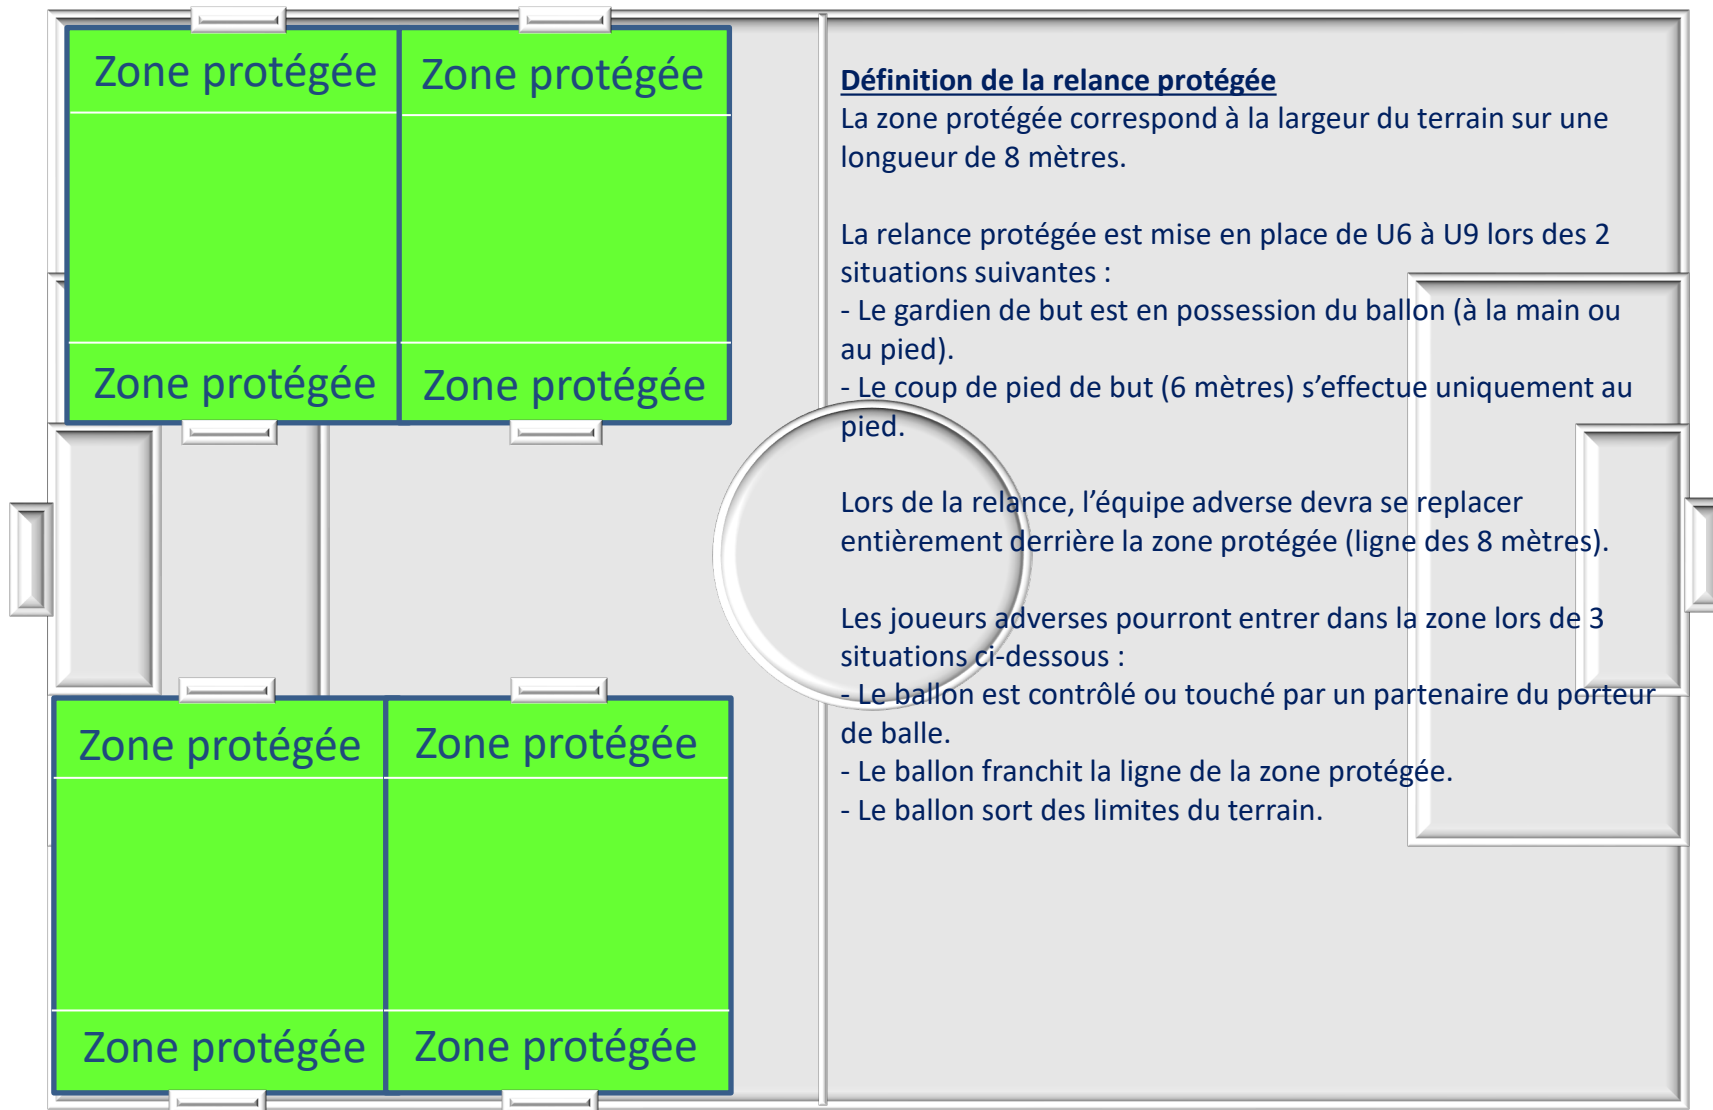 Zone protégée
Zone protégée
Zone protégée
Zone protégée
Zone protégée
Zone protégée
Zone protégée
Zone protégée
Définition de la relance protégée
La zone protégée correspond à la largeur du terrain sur une
longueur de 8 mètres.
La relance protégée est mise en place de U6 à U9 lors des 2
situations suivantes :
- Le gardien de but est en possession du ballon (à la main ou
au pied).
- Le coup de pied de but (6 mètres) s’effectue uniquement au
pied.
Lors de la relance, l’équipe adverse devra se replacer
entièrement derrière la zone protégée (ligne des 8 mètres).
Les joueurs adverses pourront entrer dans la zone lors de 3
situations ci-dessous :
- Le ballon est contrôlé ou touché par un partenaire du porteur
de balle.
- Le ballon franchit la ligne de la zone protégée.
- Le ballon sort des limites du terrain.